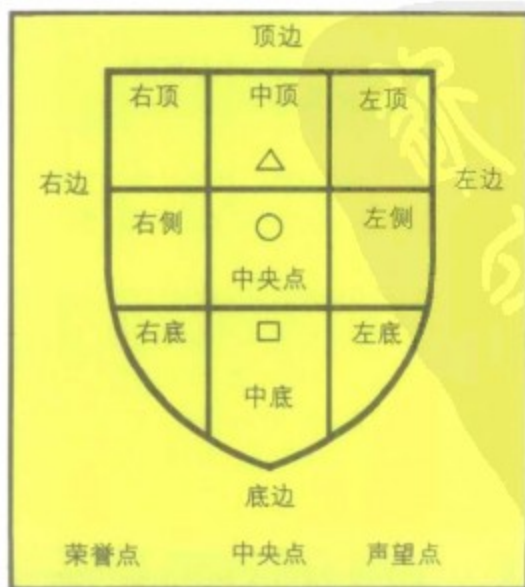 顶边
右顶 中顶 左顶
右边 左边
右侧 左侧
中央点
右底 左底
中底
底边
荣誉点 中央点 声望点